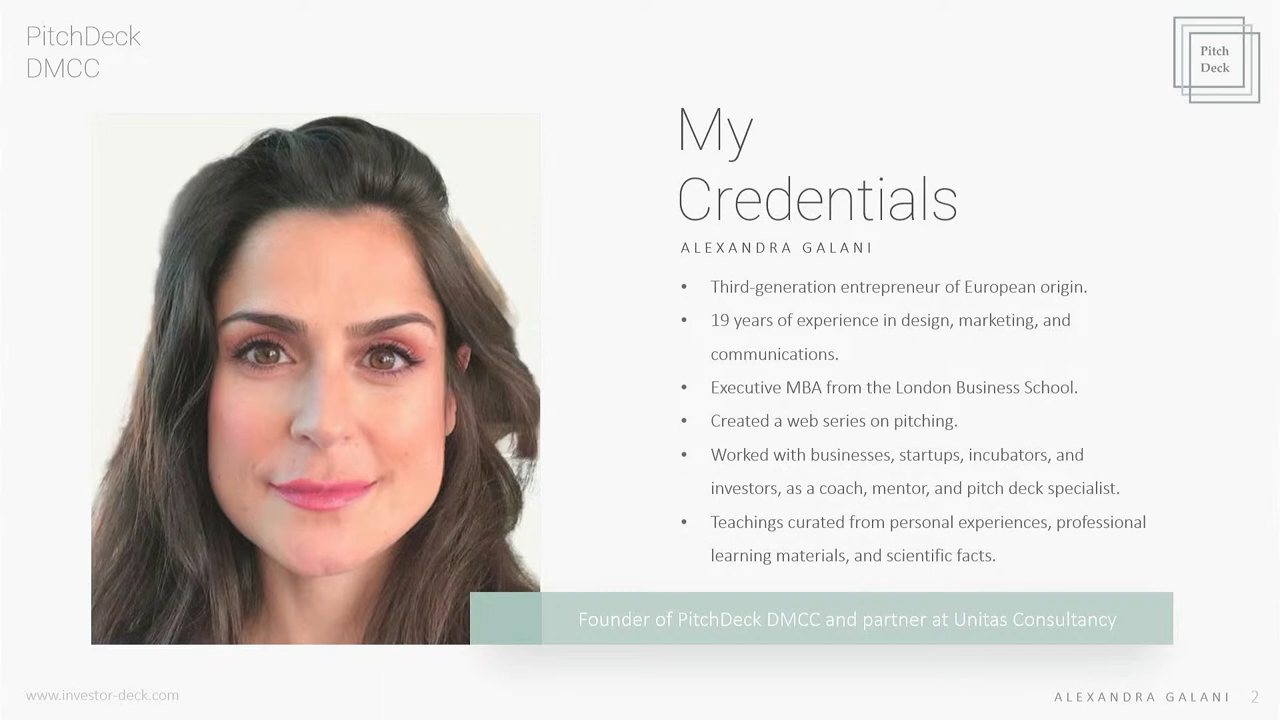 PitchDeck
DMCC
Pitch
Deck
My
Credentials
ALEXANDRA GALANI
• Third-generation entrepreneur of European origin.
• 19 years of experience in design, marketing, and
communications.
• Executive MBA from the London Business School.
• Created a web series on pitching.
• Worked with businesses, startups, incubators, and
investors, as a coach, mentor, and pitch deck specialist.
• Teachings curated from personal experiences, professional
learning materials, and scientific facts.
Founder of PitchDeck DMCC and partner at Unitas Consultancy
www.investor-deck.com
ALEXANDRA GALANI 2